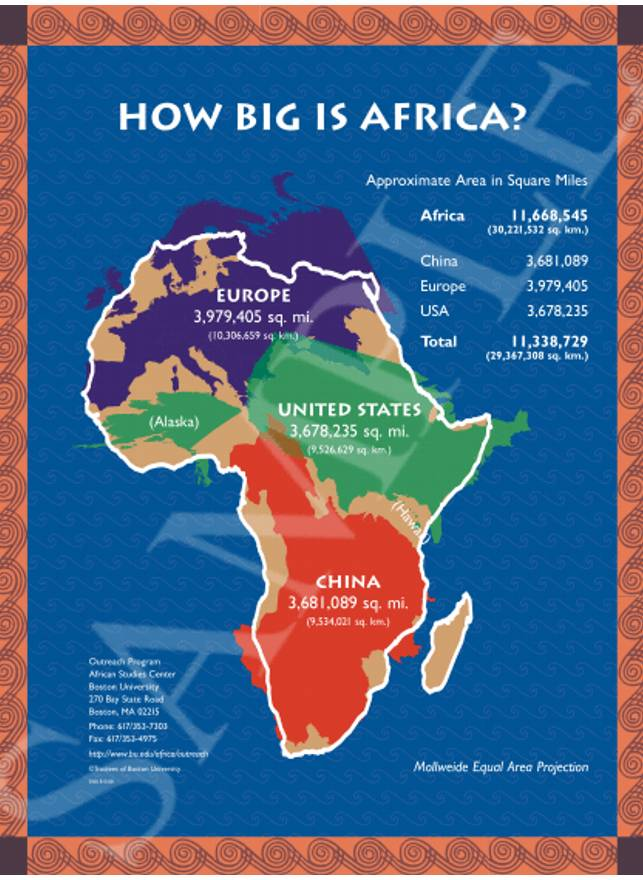 HOW BIG IS AFRICA?
Approximate Area in Square Miles
Africa 11,668,545
(30,221,532 sq. km.)
China 3,681,089
Europe 3,979,405
USA 3,678,235
Total 11,338,729
(29,367,308 sq. km.)
EUROPE
3,979,405 sq. mi.
(10,306,659 sq. km.)
(Alaska)
UNITED STATES
3,678,235 sq. mi.
(9,526,629 sq. km.)
(Hawaii)
CHINA
3,681,089 sq. mi.
(9,534,021 sq. km.)
Outreach Program
African Studies Center
Boston University
270 Bay State Road
Boston, MA 02215
Phone: 617/353-7303
Fax: 617/353-4975
http://www.bu.edu/africa/outreach
©Trustees of Boston University
Mollweide Equal Area Projection
SAMPLE